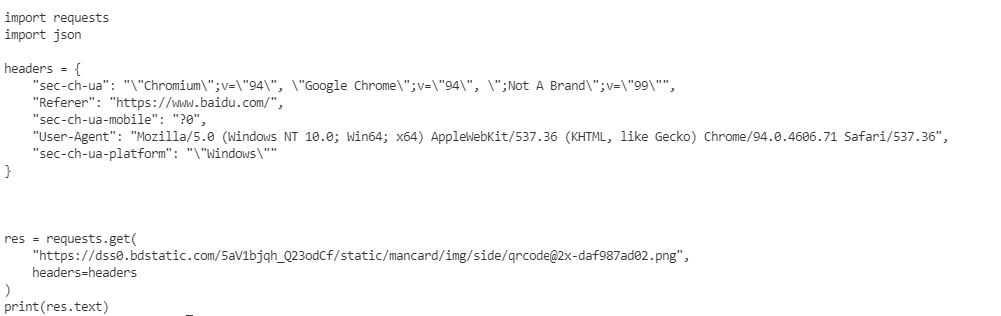 import requests
import json
headers = {
    "sec-ch-ua": "\"Chromium\";v=\"94\", \"Google Chrome\";v=\"94\", \";Not A Brand\";v=\"99\"",
    "Referer": "https://www.baidu.com/",
    "sec-ch-ua-mobile": "?0",
    "User-Agent": "Mozilla/5.0 (Windows NT 10.0; Win64; x64) AppleWebKit/537.36 (KHTML, like Gecko) Chrome/94.0.4606.71 Safari/537.36",
    "sec-ch-ua-platform": "\"Windows\""
}
res = requests.get(
    "https://dss0.bdstatic.com/5aV1bjqh_Q23odCf/static/mancard/img/side/qrcode@2x-daf987ad02.png",
    headers=headers
)
print(res.text)